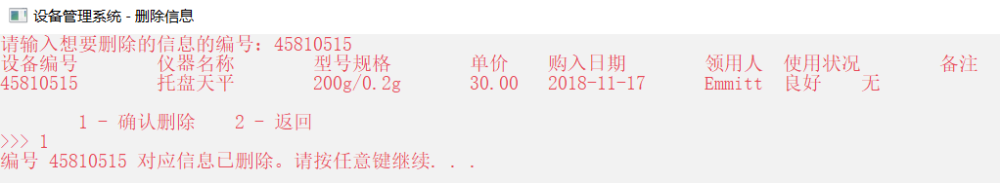 设备管理系统 - 删除信息
请输入想要删除的信息的编号：45810515
设备编号 仪器名称 型号规格 单价 购入日期 领用人 使用状况 备注
45810515 托盘天平 200g/0.2g 30.00 2018-11-17 Emmitt 良好 无
1 - 确认删除 2 - 返回
>>> 1
编号 45810515 对应信息已删除。请按任意键继续. . .